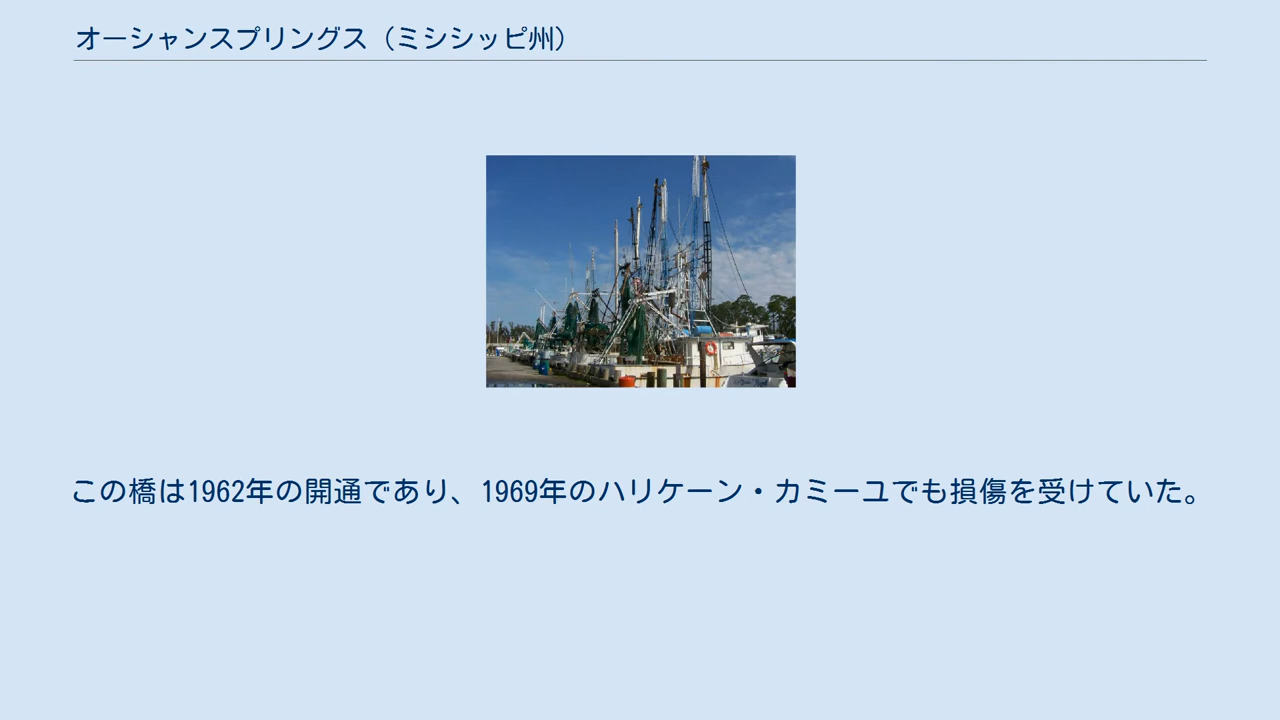 オーシャンスプリングス（ミシシッピ州）
この橋は1962年の開通であり、1969年のハリケーン・カミーユでも損傷を受けていた。